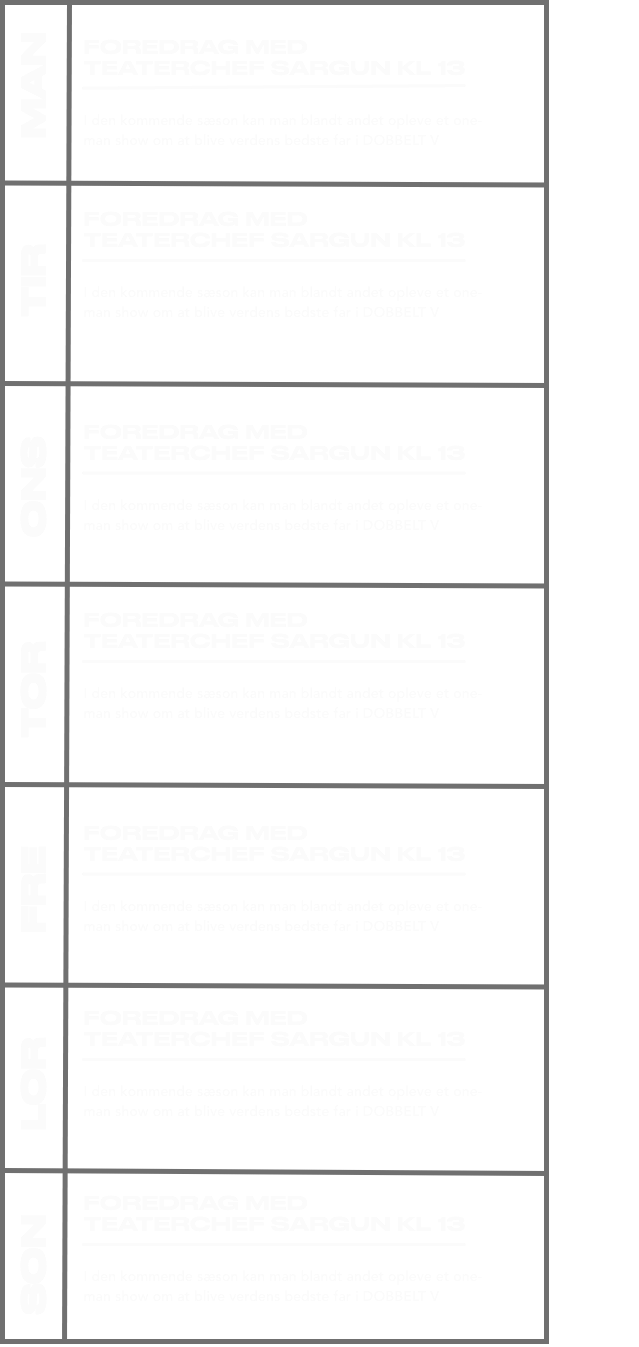 MAN
FOREDRAG MED
TEATERCHEF SARGUN KL 13
den kommende sæson kan man blandt andet opleve et one-
man show om at blive verdens bedste far i DOBBELT V.
TIR
FOREDRAG MED
TEATERCHEF SARGUN KL 13
I den kommende sæson kan man blandt andet opleve et one-
man show om at blive verdens bedste far i DOBBELT V.
ONS
FOREDRAG MED
TEATERCHEF SARGUN KL 13
I den kommende sæson kan man blandt andet opleve et one-
man show om at blive verdens bedste far i DOBBELT V.
TOR
FOREDRAG MED
TEATERCHEF SARGUN KL 13
I den kommende sæson kan man blandt andet opleve et one-
man show om at blive verdens bedste far i DOBBELT V.
FRE
FOREDRAG MED
TEATERCHEF SARGUN KL 13
I den kommende sæson kan man blandt andet opleve et one-
man show om at blive verdens bedste far i DOBBELT V.
LOR
FOREDRAG MED
TEATERCHEF SARGUN KL 13
I den kommende sæson kan man blandt andet opleve et one-
man show om at blive verdens bedste far i DOBBELT V.
SON
FOREDRAG MED
TEATERCHEF SARGUN KL 13
I den kommende sæson kan man blandt andet opleve et one-
man show om at blive verdens bedste far i DOBBELT V.